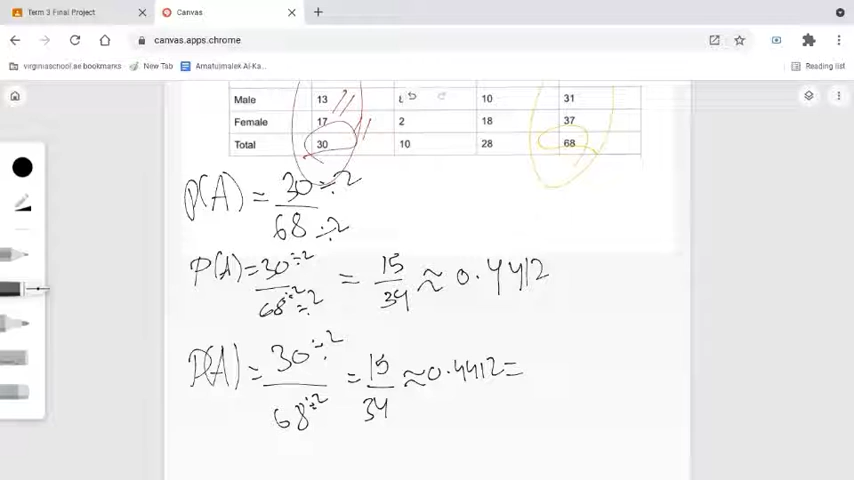 Term 3 Final Project
Canvas
canvas.apps.chrome
virginiaschool.ae bookmarks New Tab Amatulmalex Al-Ka...
Reading list
Male 13 10 31
Female 17 2 18 37
Total 30 10 28 68
P(A) = 30÷2
68 ÷2
P(A) = 30÷2 = 15 ≈ 0.4412
68÷2 ÷2 34
P(A) = 30÷2 = 15 ≈ 0.4412 =
68÷2 34